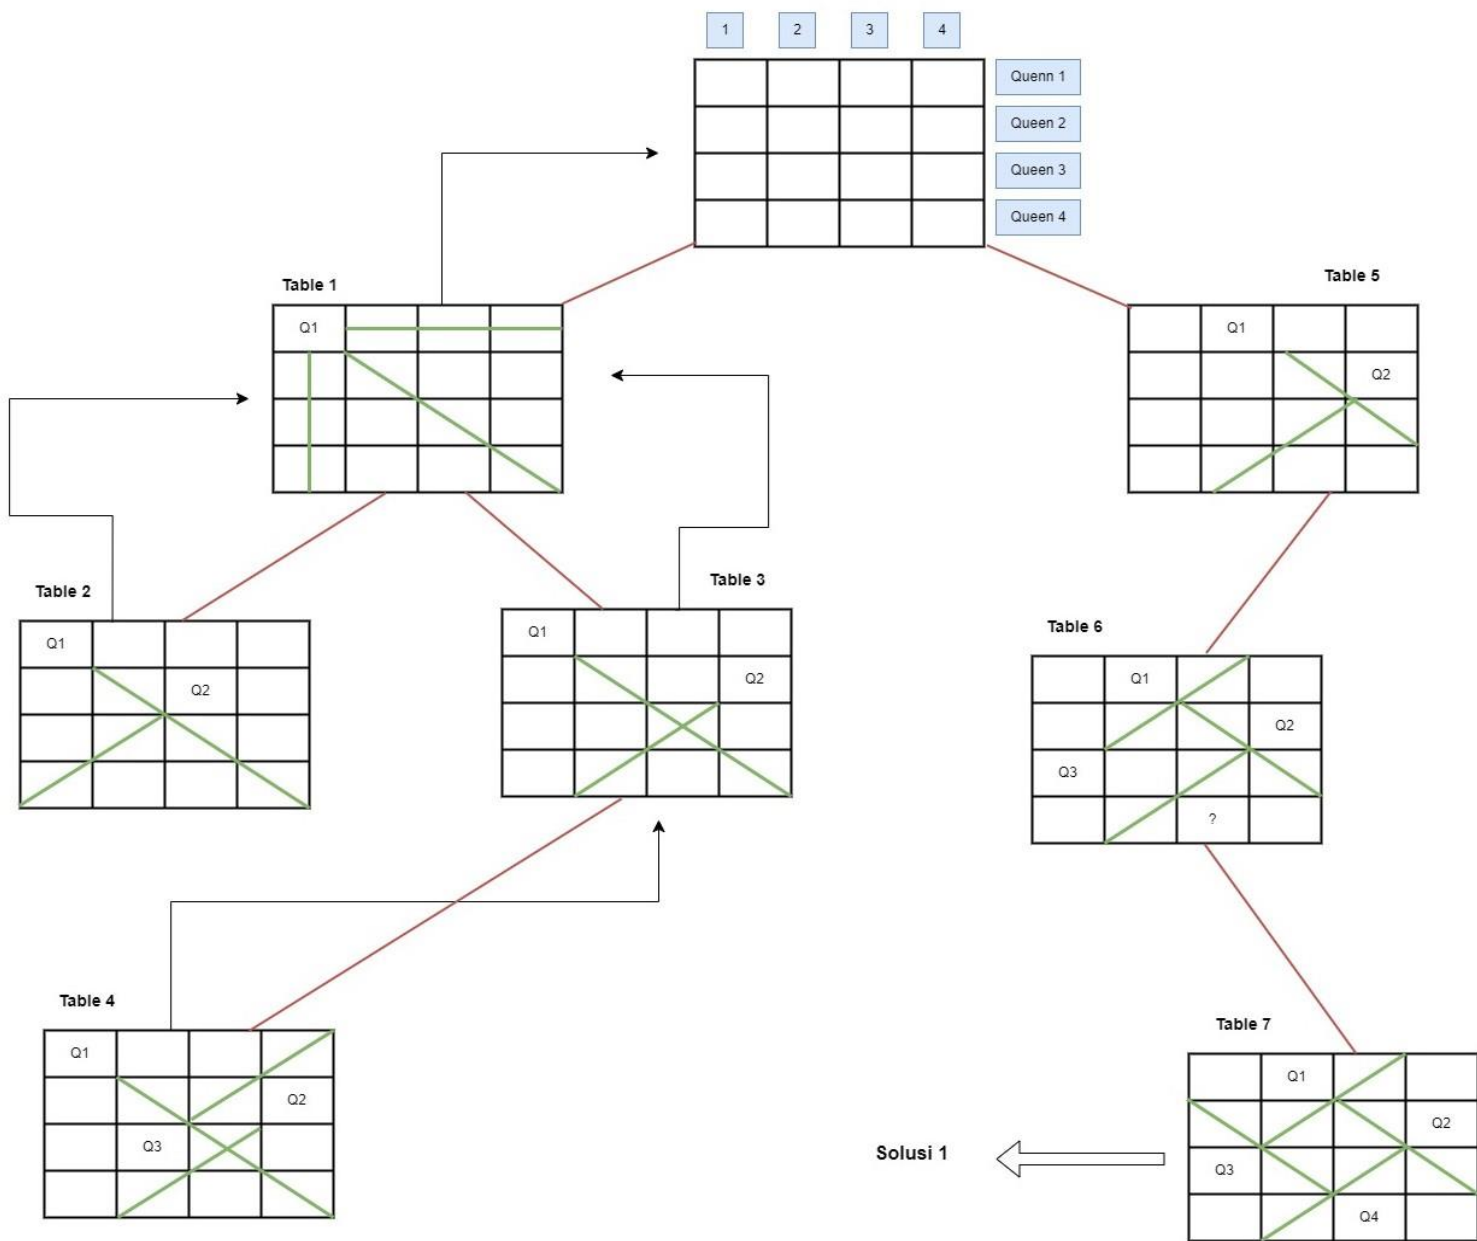 1 2 3 4
Quenn 1
Queen 2
Queen 3
Queen 4
Table 1
Q1
Table 5
Q1
Q2
Table 2
Q1
Q2
Table 3
Q1
Q2
Table 6
Q1
Q2
Q3
?
Table 4
Q1
Q2
Q3
Table 7
Q1
Q2
Q3
Q4
Solusi 1